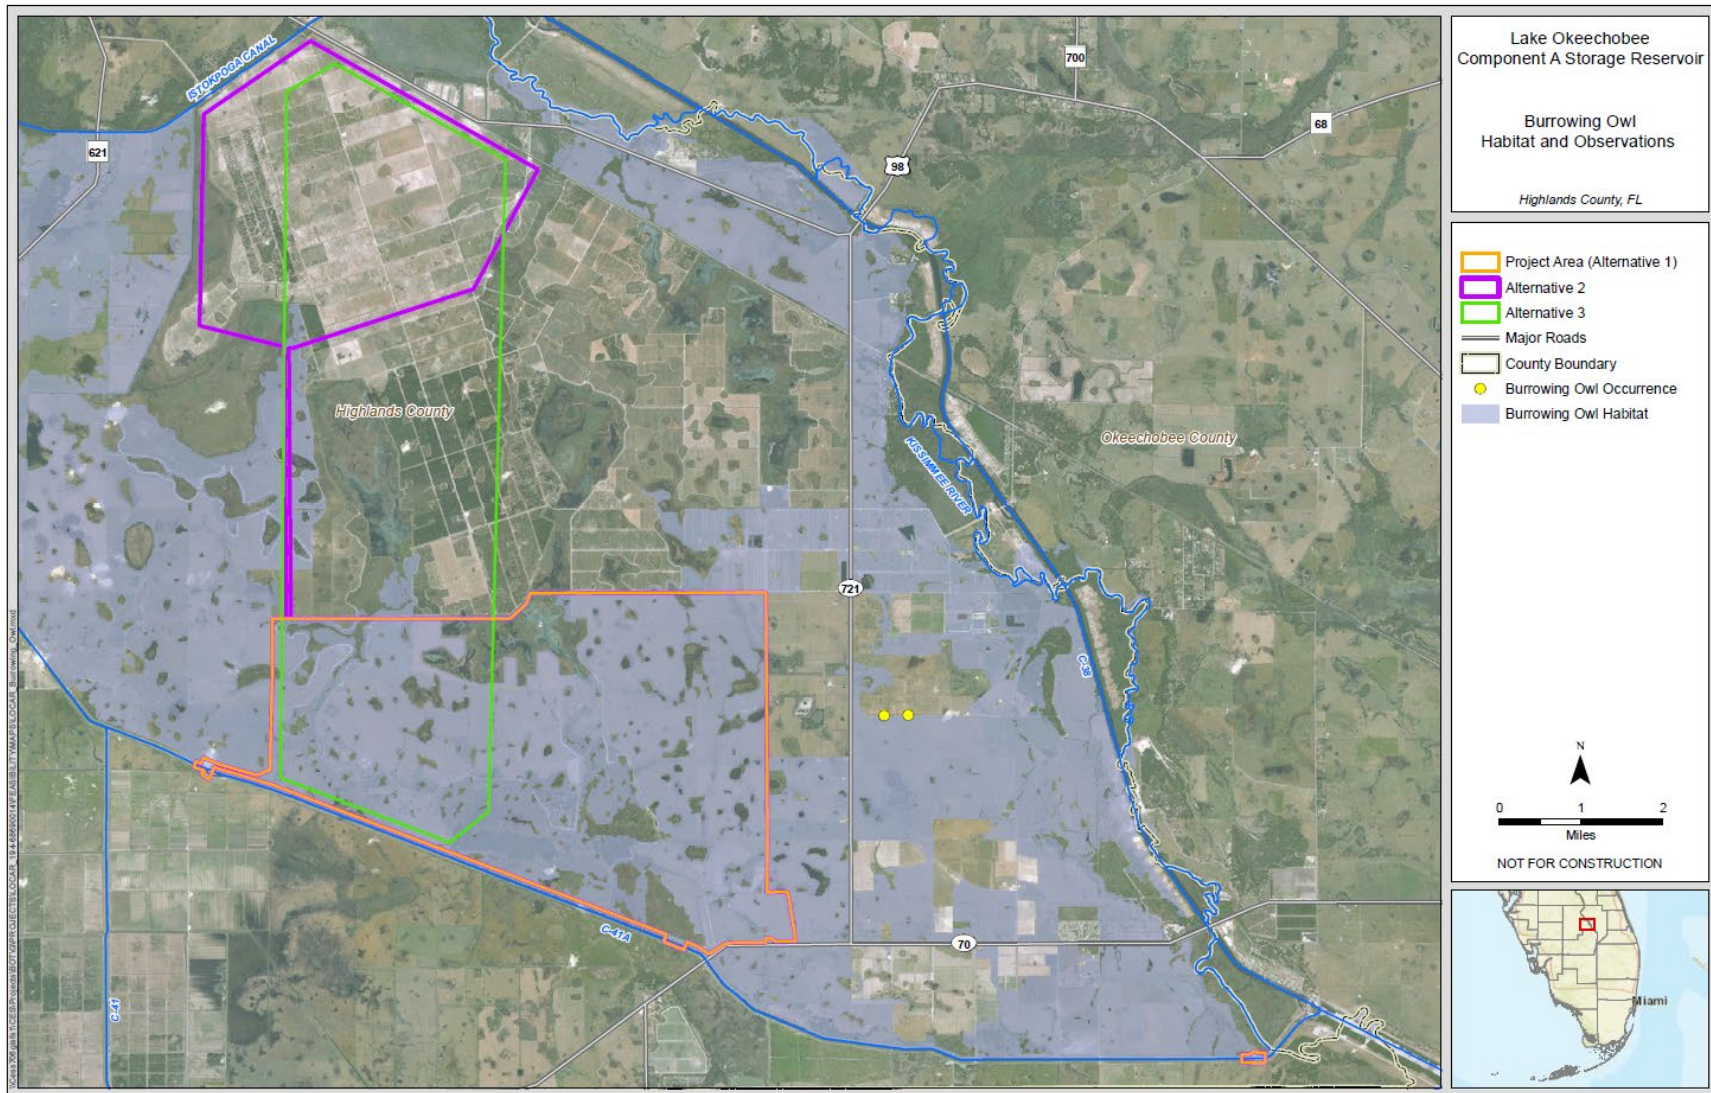 Lake Okeechobee
Component A Storage Reservoir
Burrowing Owl
Habitat and Observations
Highlands County, FL
Project Area (Alternative 1)
Alternative 2
Alternative 3
Major Roads
County Boundary
Burrowing Owl Occurrence
Burrowing Owl Habitat
N
0 1 2
Miles
NOT FOR CONSTRUCTION
Miami
ISTOKPOGA CANAL
700
68
621
98
Highlands County
Okeechobee County
KISSIMMEE RIVER
721
C-38
C-41A
70
C-41